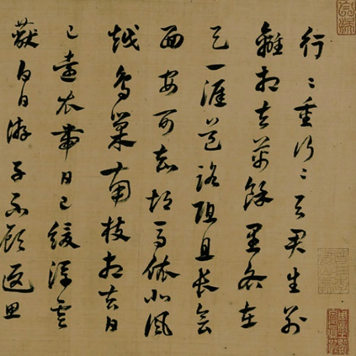 行〻重行〻與君生別
離相去萬餘里各在
天一涯道路阻且長會
面安可知胡馬依北風
越鳥巢南枝相去日
已遠衣帶日已緩浮雲
蔽白日游子不顧返思